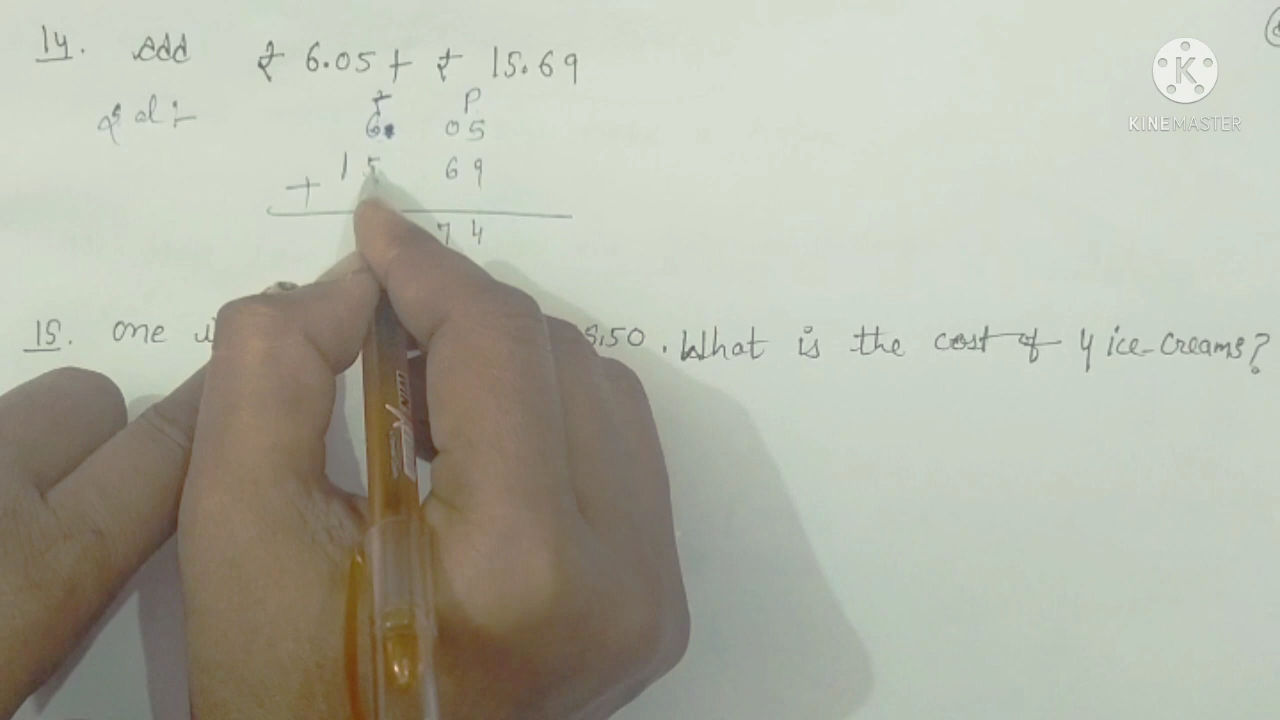 14. Add ₹ 6.05 + ₹ 15.69
Sol :-
₹ P
6. 05
+ 15 69
74
15. One .50. What is the cost of 4 ice-creams?
KINEMASTER